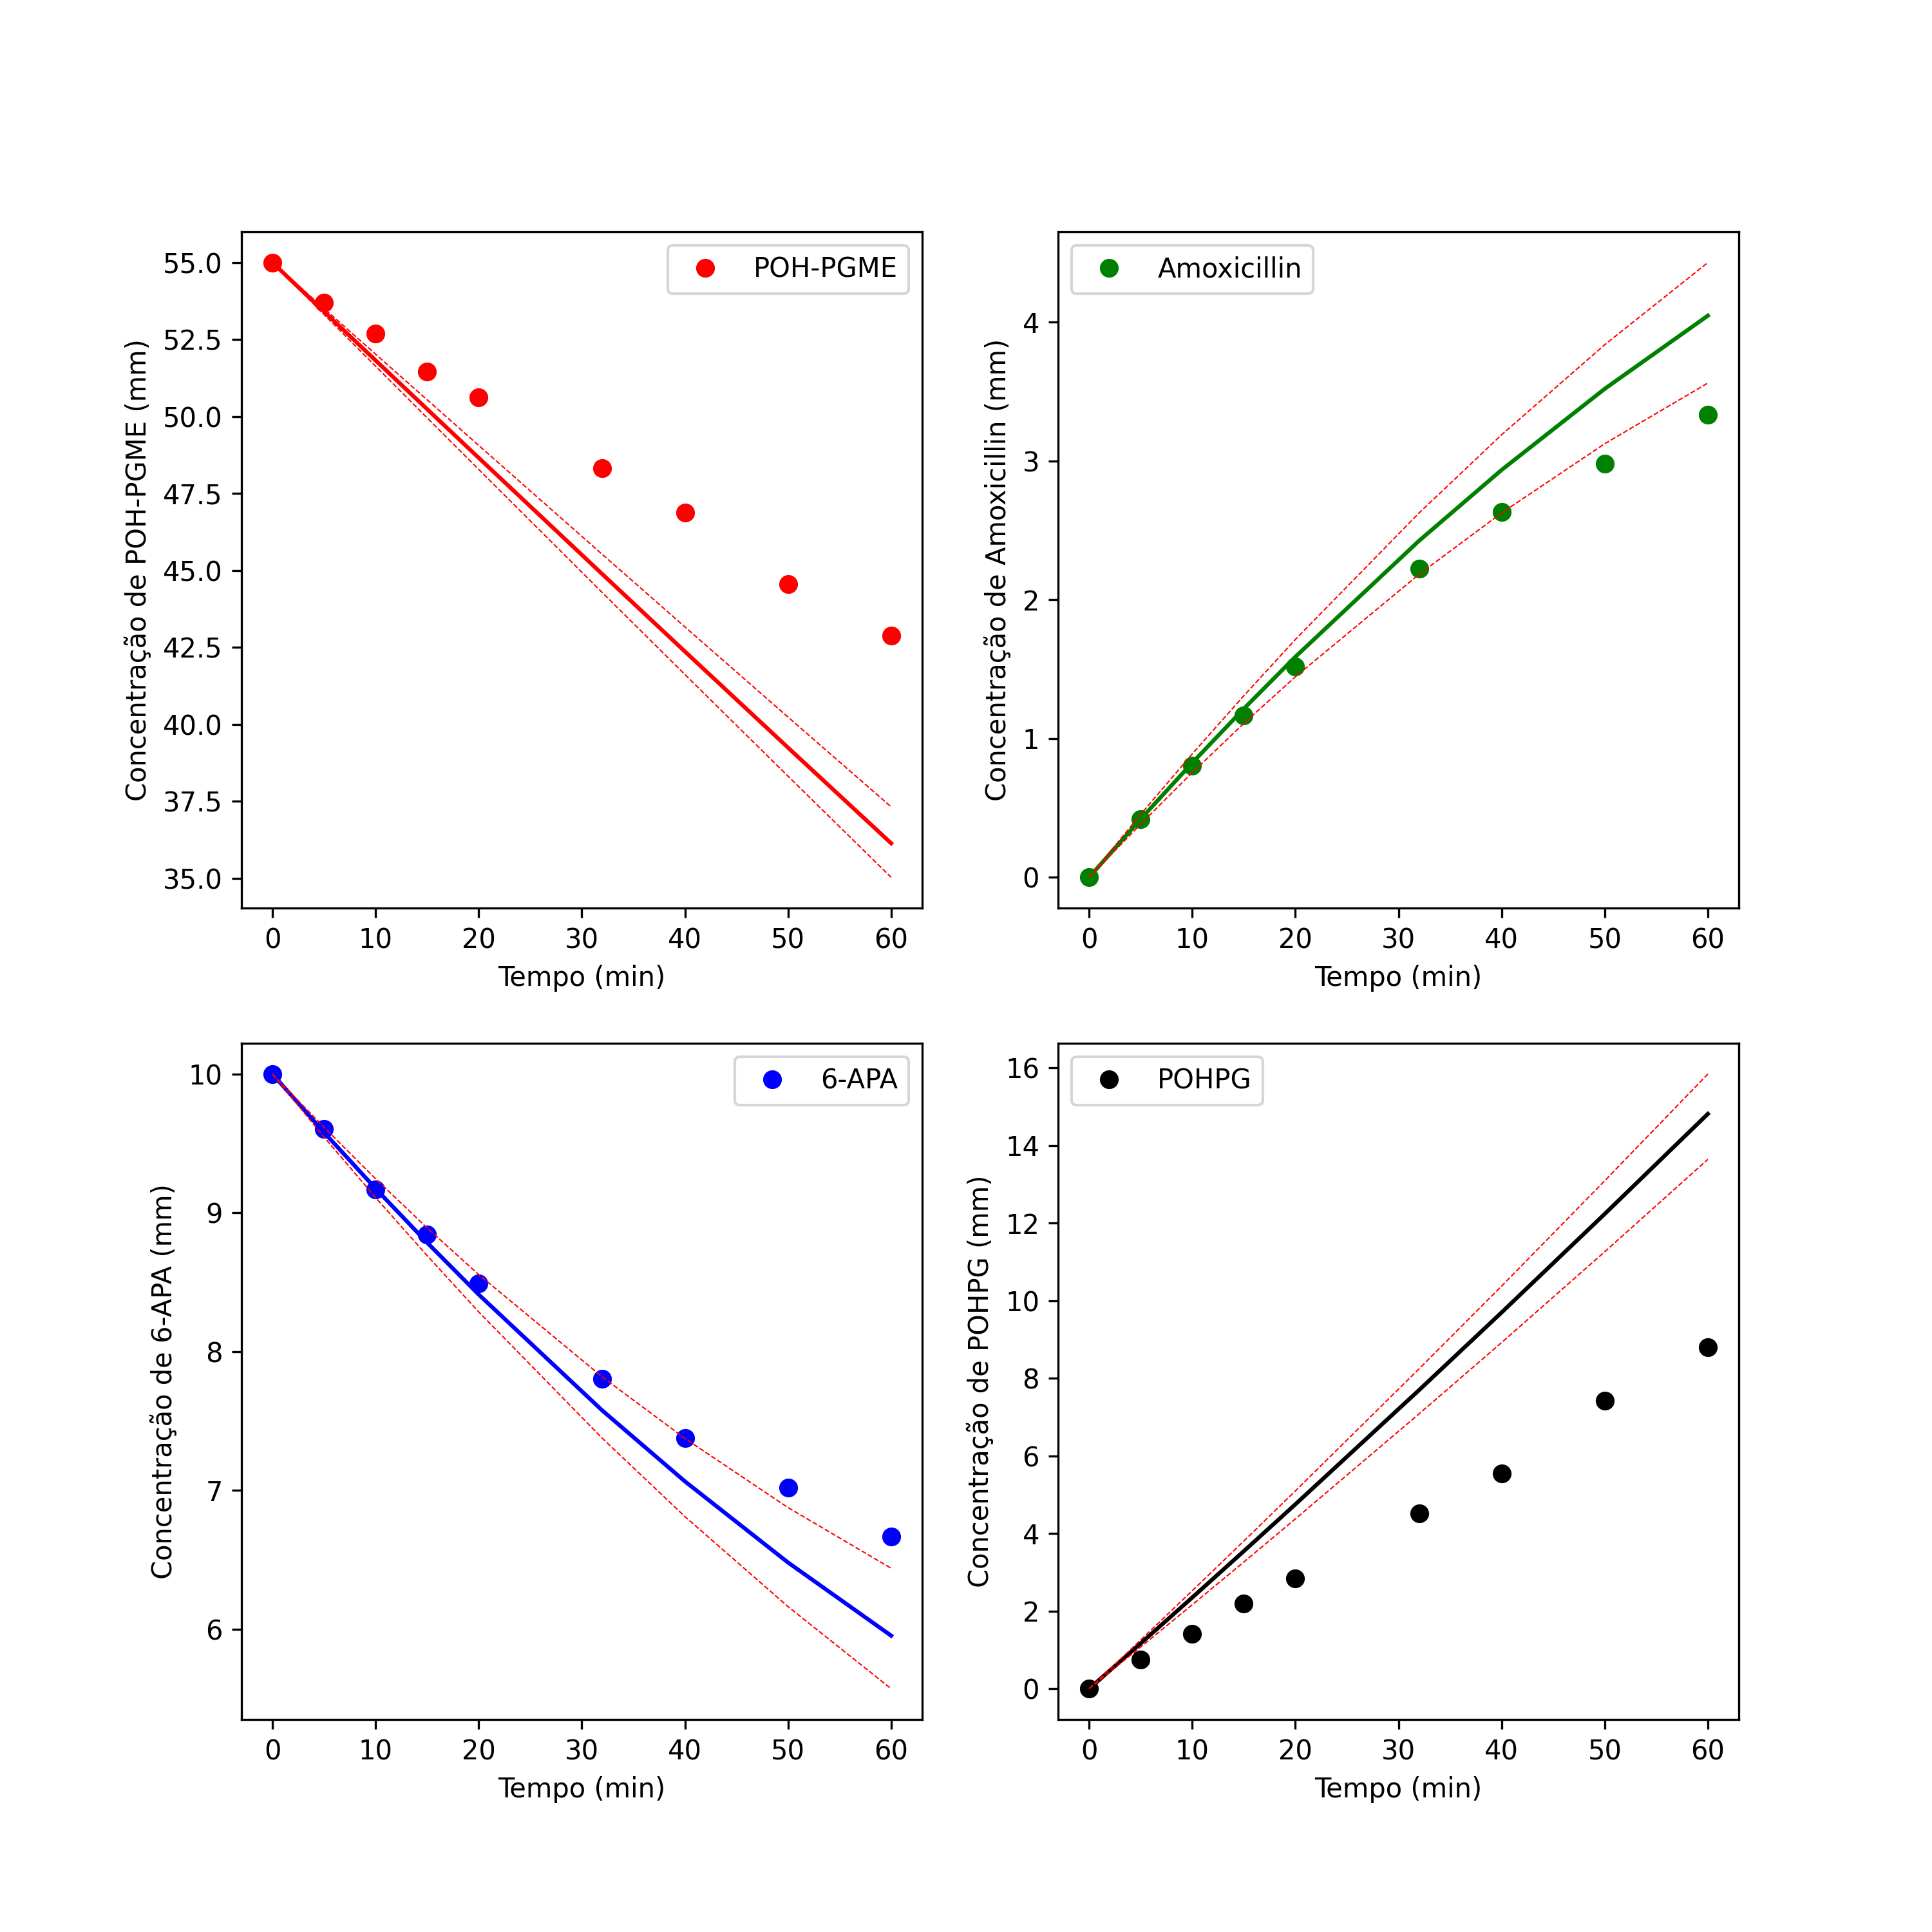 POH-PGME
Concentração de POH-PGME (mm)
55.0
52.5
50.0
47.5
45.0
42.5
40.0
37.5
35.0
0 10 20 30 40 50 60
Tempo (min)
Amoxicillin
Concentração de Amoxicillin (mm)
4
3
2
1
0
0 10 20 30 40 50 60
Tempo (min)
6-APA
Concentração de 6-APA (mm)
10
9
8
7
6
0 10 20 30 40 50 60
Tempo (min)
POHPG
Concentração de POHPG (mm)
16
14
12
10
8
6
4
2
0
0 10 20 30 40 50 60
Tempo (min)